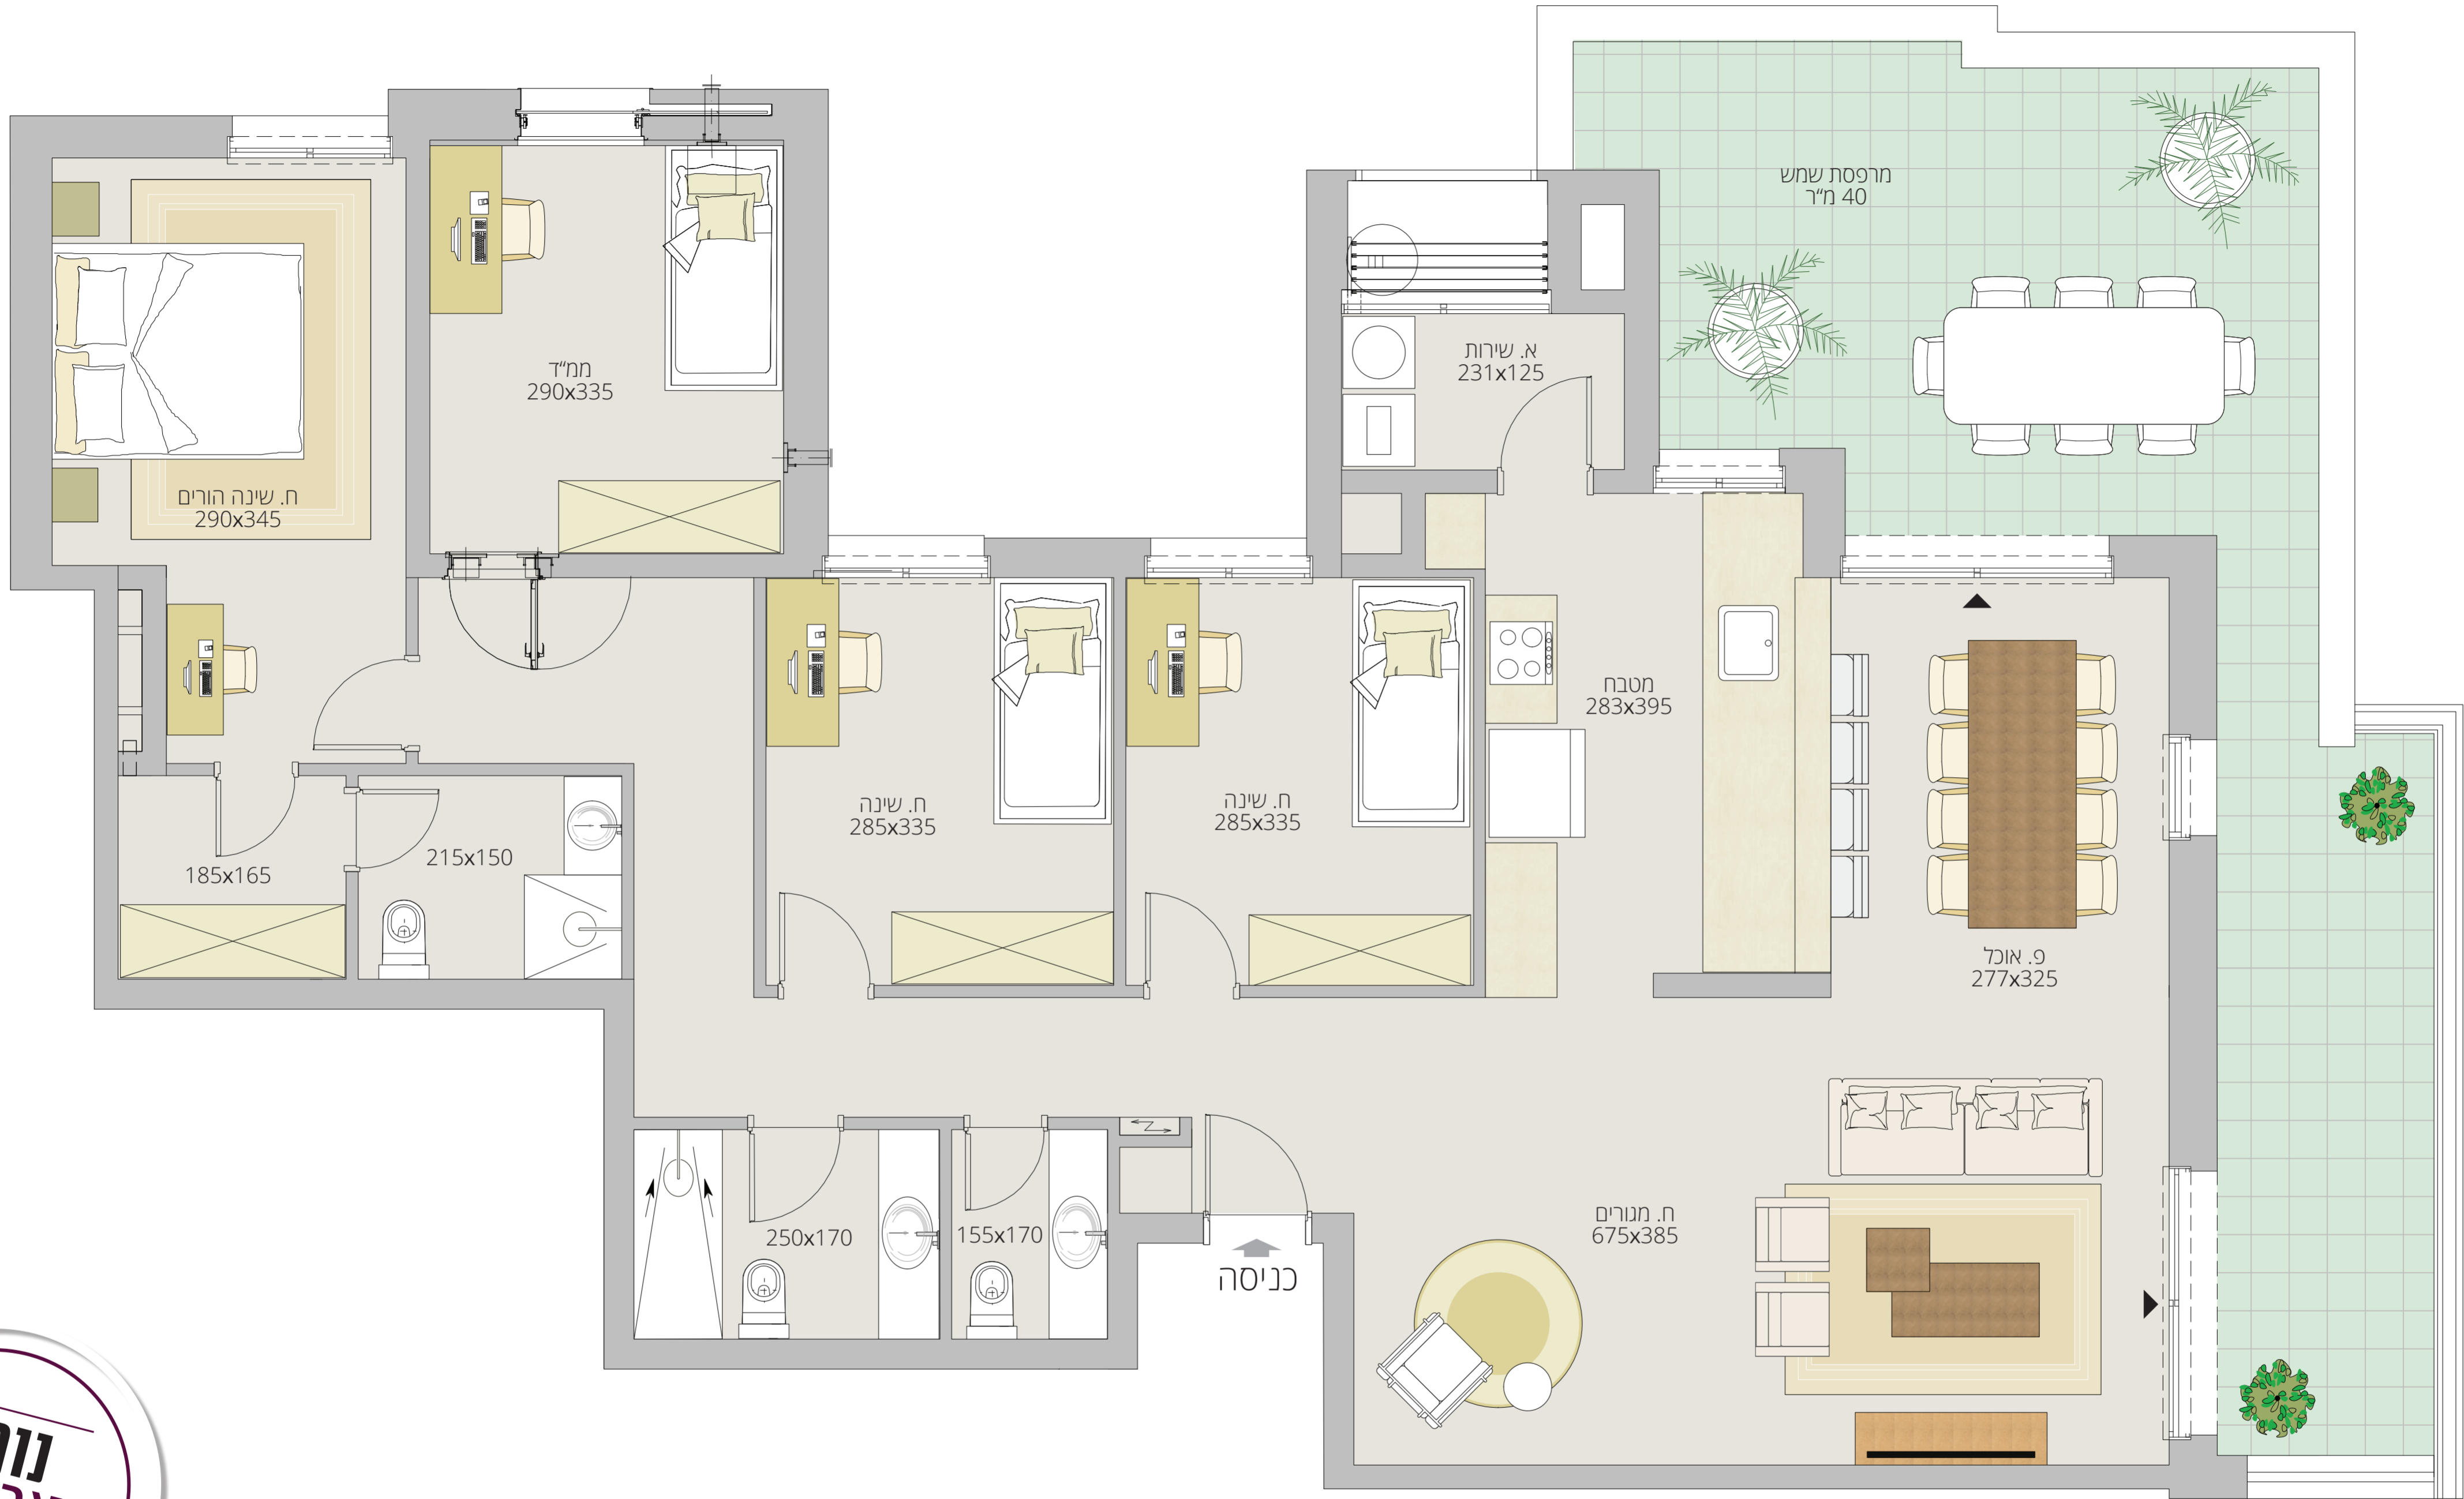 מרפסת שמש
40 מ״ר
א. שירות
231x125
ממ״ד
290x335
ח. שינה הורים
290x345
מטבח
283x395
ח. שינה
285x335
ח. שינה
285x335
215x150
185x165
פ. אוכל
277x325
ח. מגורים
675x385
250x170
155x170
כניסה